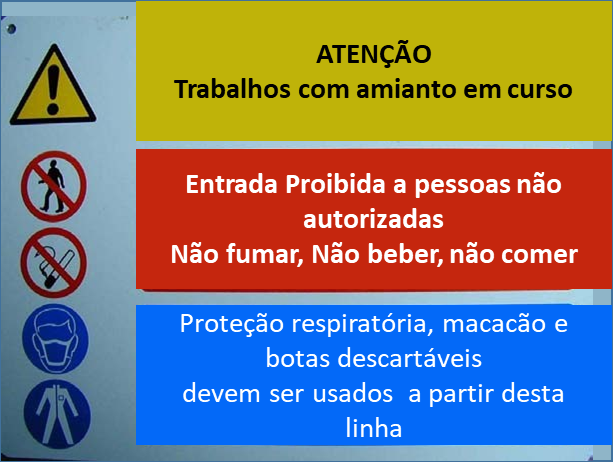 ATENÇÃO
Trabalhos com amianto em curso
Entrada Proibida a pessoas não
autorizadas
Não fumar, Não beber, não comer
Proteção respiratória, macacão e
botas descartáveis
devem ser usados  a partir desta
linha